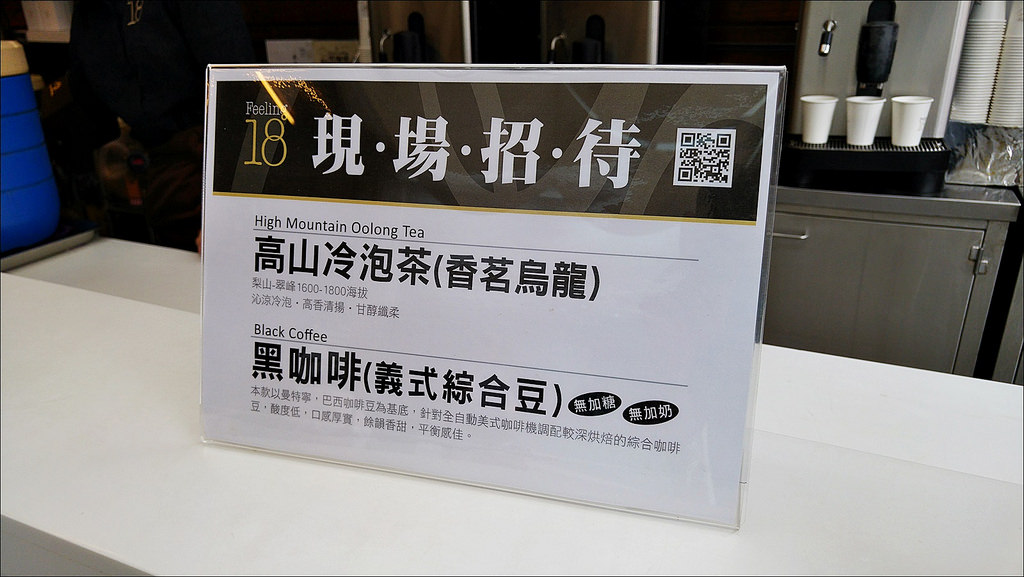 18
Feeling
18
現·場·招·待
High Mountain Oolong Tea
高山冷泡茶(香茗烏龍)
梨山-翠峰1600-1800海拔
沁涼冷泡·高香清揚·甘醇纖柔
Black Coffee
黑咖啡(義式綜合豆) 無加糖 無加奶
本款以曼特寧，巴西咖啡豆為基底，針對全自動美式咖啡機調配較深烘焙的綜合咖啡
豆，酸度低，口感厚實，餘韻香甜·平衡感佳。